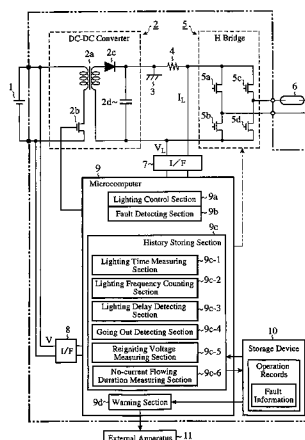 DC-DC Converter
2
5
H Bridge
2a
2c
4
5a
5c
6
1
2b
2d~
3
I_L
5b
5d
V_L
7~
I/F
9
Microcomputer
Lighting Control Section
9a
Fault Detecting Section
9b
9c
History Storing Section
Lighting Time Measuring Section
9c-1
Lighting Frequency Counting Section
9c-2
Lighting Delay Detecting Section
9c-3
Going Out Detecting Section
9c-4
V
8
I/F
Reigniting Voltage Measuring Section
9c-5
No-current Flowing Duration Measuring Section
9c-6
10
Storage Device
Operation Records
Fault Information
9d
Warning Section
External Apparatus
11